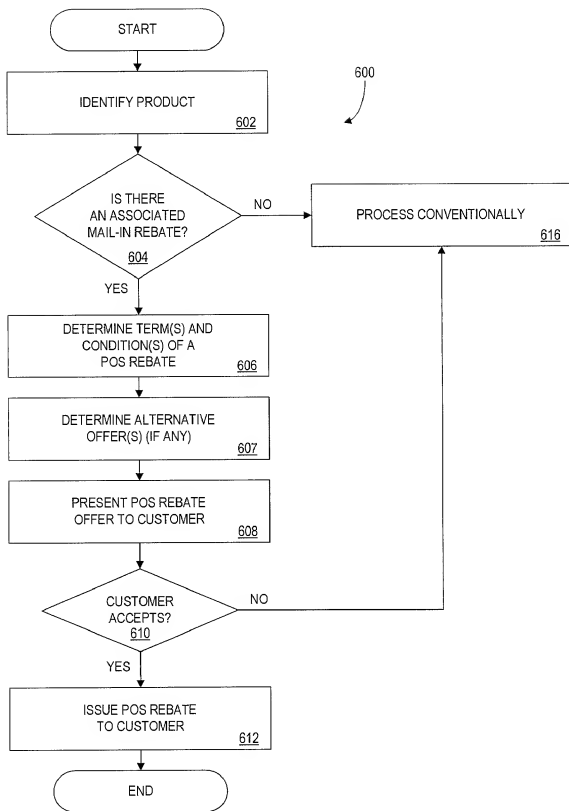 START
600
IDENTIFY PRODUCT
602
IS THERE
AN ASSOCIATED
MAIL-IN REBATE?
604
NO
PROCESS CONVENTIONALLY
616
YES
DETERMINE TERM(S) AND
CONDITION(S) OF A
POS REBATE
606
DETERMINE ALTERNATIVE
OFFER(S) (IF ANY)
607
PRESENT POS REBATE
OFFER TO CUSTOMER
608
CUSTOMER
ACCEPTS?
610
NO
YES
ISSUE POS REBATE
TO CUSTOMER
612
END